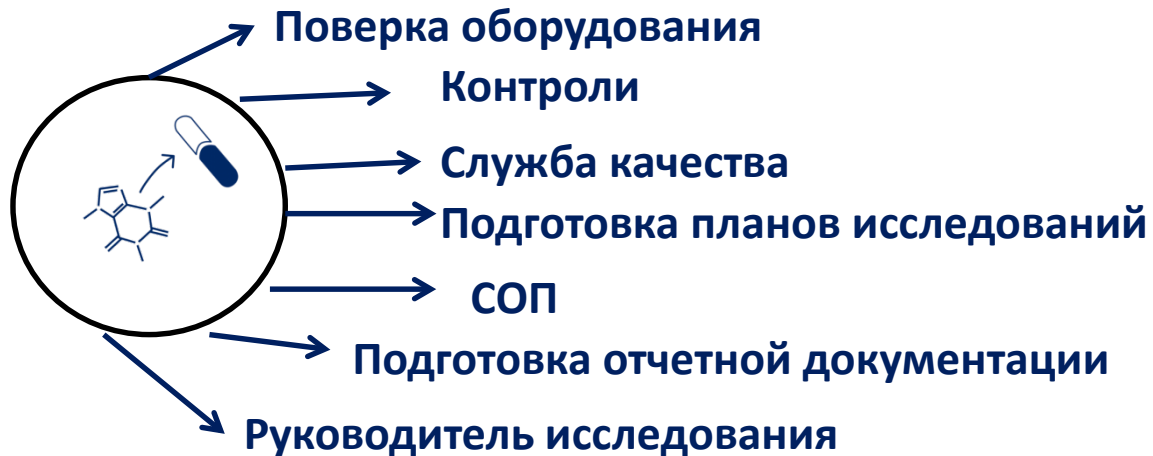 Поверка оборудования
Контроли
Служба качества
Подготовка планов исследований
СОП
Подготовка отчетной документации
Руководитель исследования